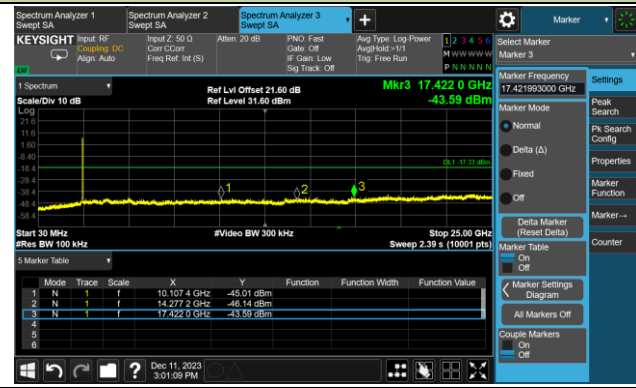 Spectrum Analyzer 1
Swept SA
Spectrum Analyzer 2
Swept SA
Spectrum Analyzer 3
Swept SA
Marker
KEYSIGHT
Input: RF
Coupling: DC
Align: Auto
Input Z: 50 Ω
Corr CCorr
Freq Ref: Int (S)
Atten: 20 dB
PNO: Fast
Gate: Off
IF Gain: Low
Sig Track: Off
Avg Type: Log-Power
Avg|Hold:>1/1
Trig: Free Run
1 2 3 4 5 6
M W W W W W
P N N N N N
Select Marker
Marker 3
1 Spectrum
Scale/Div 10 dB
Log
Ref Lvl Offset 21.60 dB
Ref Level 31.60 dBm
Mkr3 17.422 0 GHz
-43.59 dBm
21.6
11.6
1.60
-8.40
-18.4
-28.4
-38.4
-48.4
-58.4
DL1 -17.33 dBm
1
2
3
Start 30 MHz
#Res BW 100 kHz
#Video BW 300 kHz
Stop 25.00 GHz
Sweep 2.39 s (10001 pts)
5 Marker Table
Mode Trace Scale X Y Function Function Width Function Value
1 N 1 f 10.107 4 GHz -45.01 dBm
2 N 1 f 14.277 2 GHz -46.14 dBm
3 N 1 f 17.422 0 GHz -43.59 dBm
4
5
6
Marker Frequency
17.421993000 GHz
Marker Mode
Normal
Delta (Δ)
Fixed
Off
Delta Marker
(Reset Delta)
Marker Table
On
Off
Marker Settings
Diagram
All Markers Off
Couple Markers
On
Off
Settings
Peak
Search
Pk Search
Config
Properties
Marker
Function
Marker→
Counter
?
Dec 11, 2023
3:01:09 PM